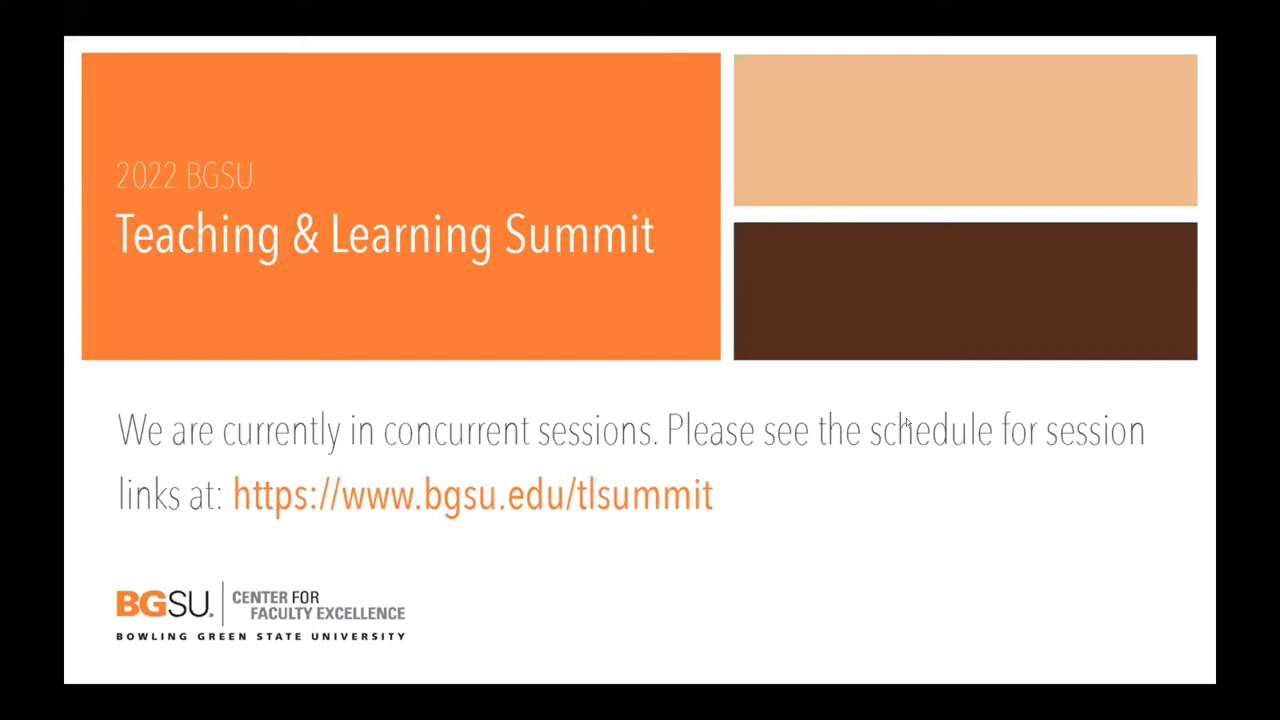 2022 BGSU
Teaching & Learning Summit
We are currently in concurrent sessions. Please see the schedule for session
links at: https://www.bgsu.edu/tlsummit
BGSU. CENTER FOR
FACULTY EXCELLENCE
BOWLING GREEN STATE UNIVERSITY